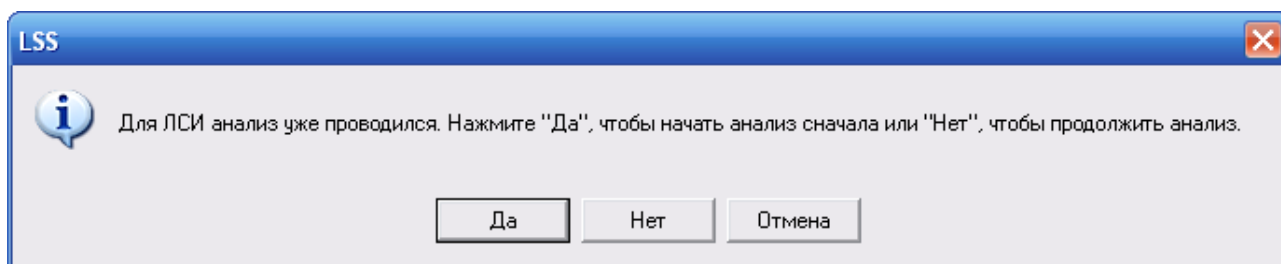 LSS
Для ЛСИ анализ уже проводился. Нажмите "Да", чтобы начать анализ сначала или "Нет", чтобы продолжить анализ.
Да
Нет
Отмена